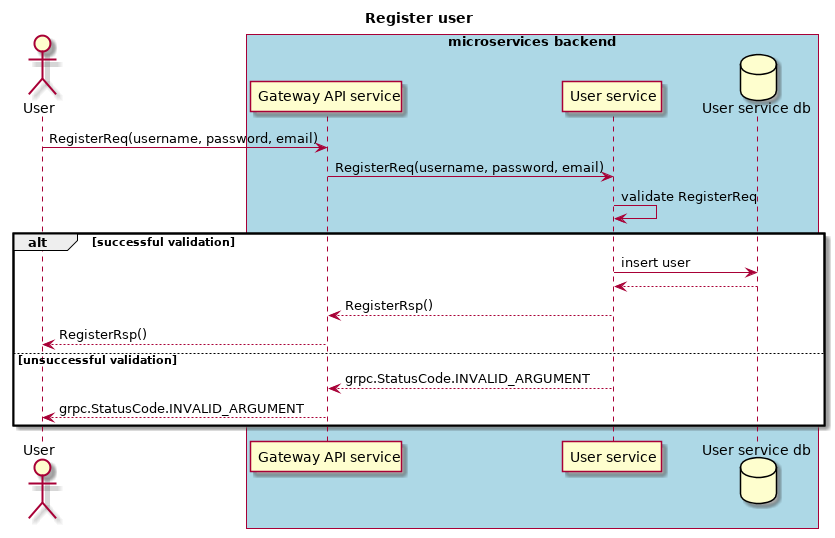 Register user
microservices backend
User
Gateway API service
User service
User service db
RegisterReq(username, password, email)
RegisterReq(username, password, email)
validate RegisterReq
alt
[successful validation]
insert user
RegisterRsp()
RegisterRsp()
[unsuccessful validation]
grpc.StatusCode.INVALID_ARGUMENT
grpc.StatusCode.INVALID_ARGUMENT
User
Gateway API service
User service
User service db